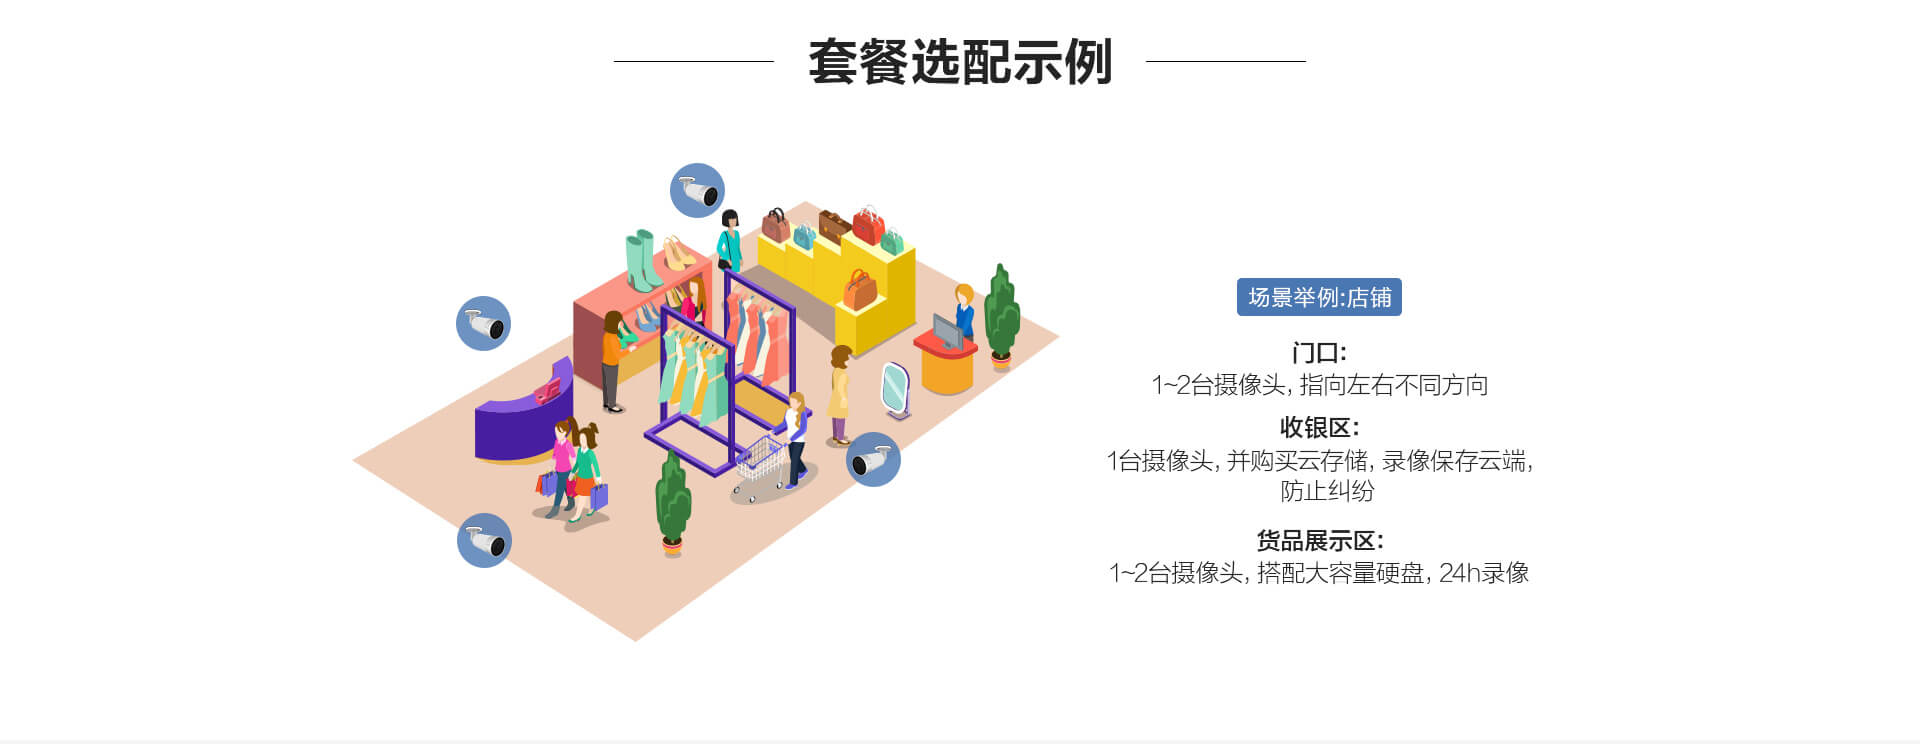 套餐选配示例
场景举例:店铺
门口:
1~2台摄像头, 指向左右不同方向
收银区:
1台摄像头, 并购买云存储, 录像保存云端,
防止纠纷
货品展示区:
1~2台摄像头, 搭配大容量硬盘, 24h录像